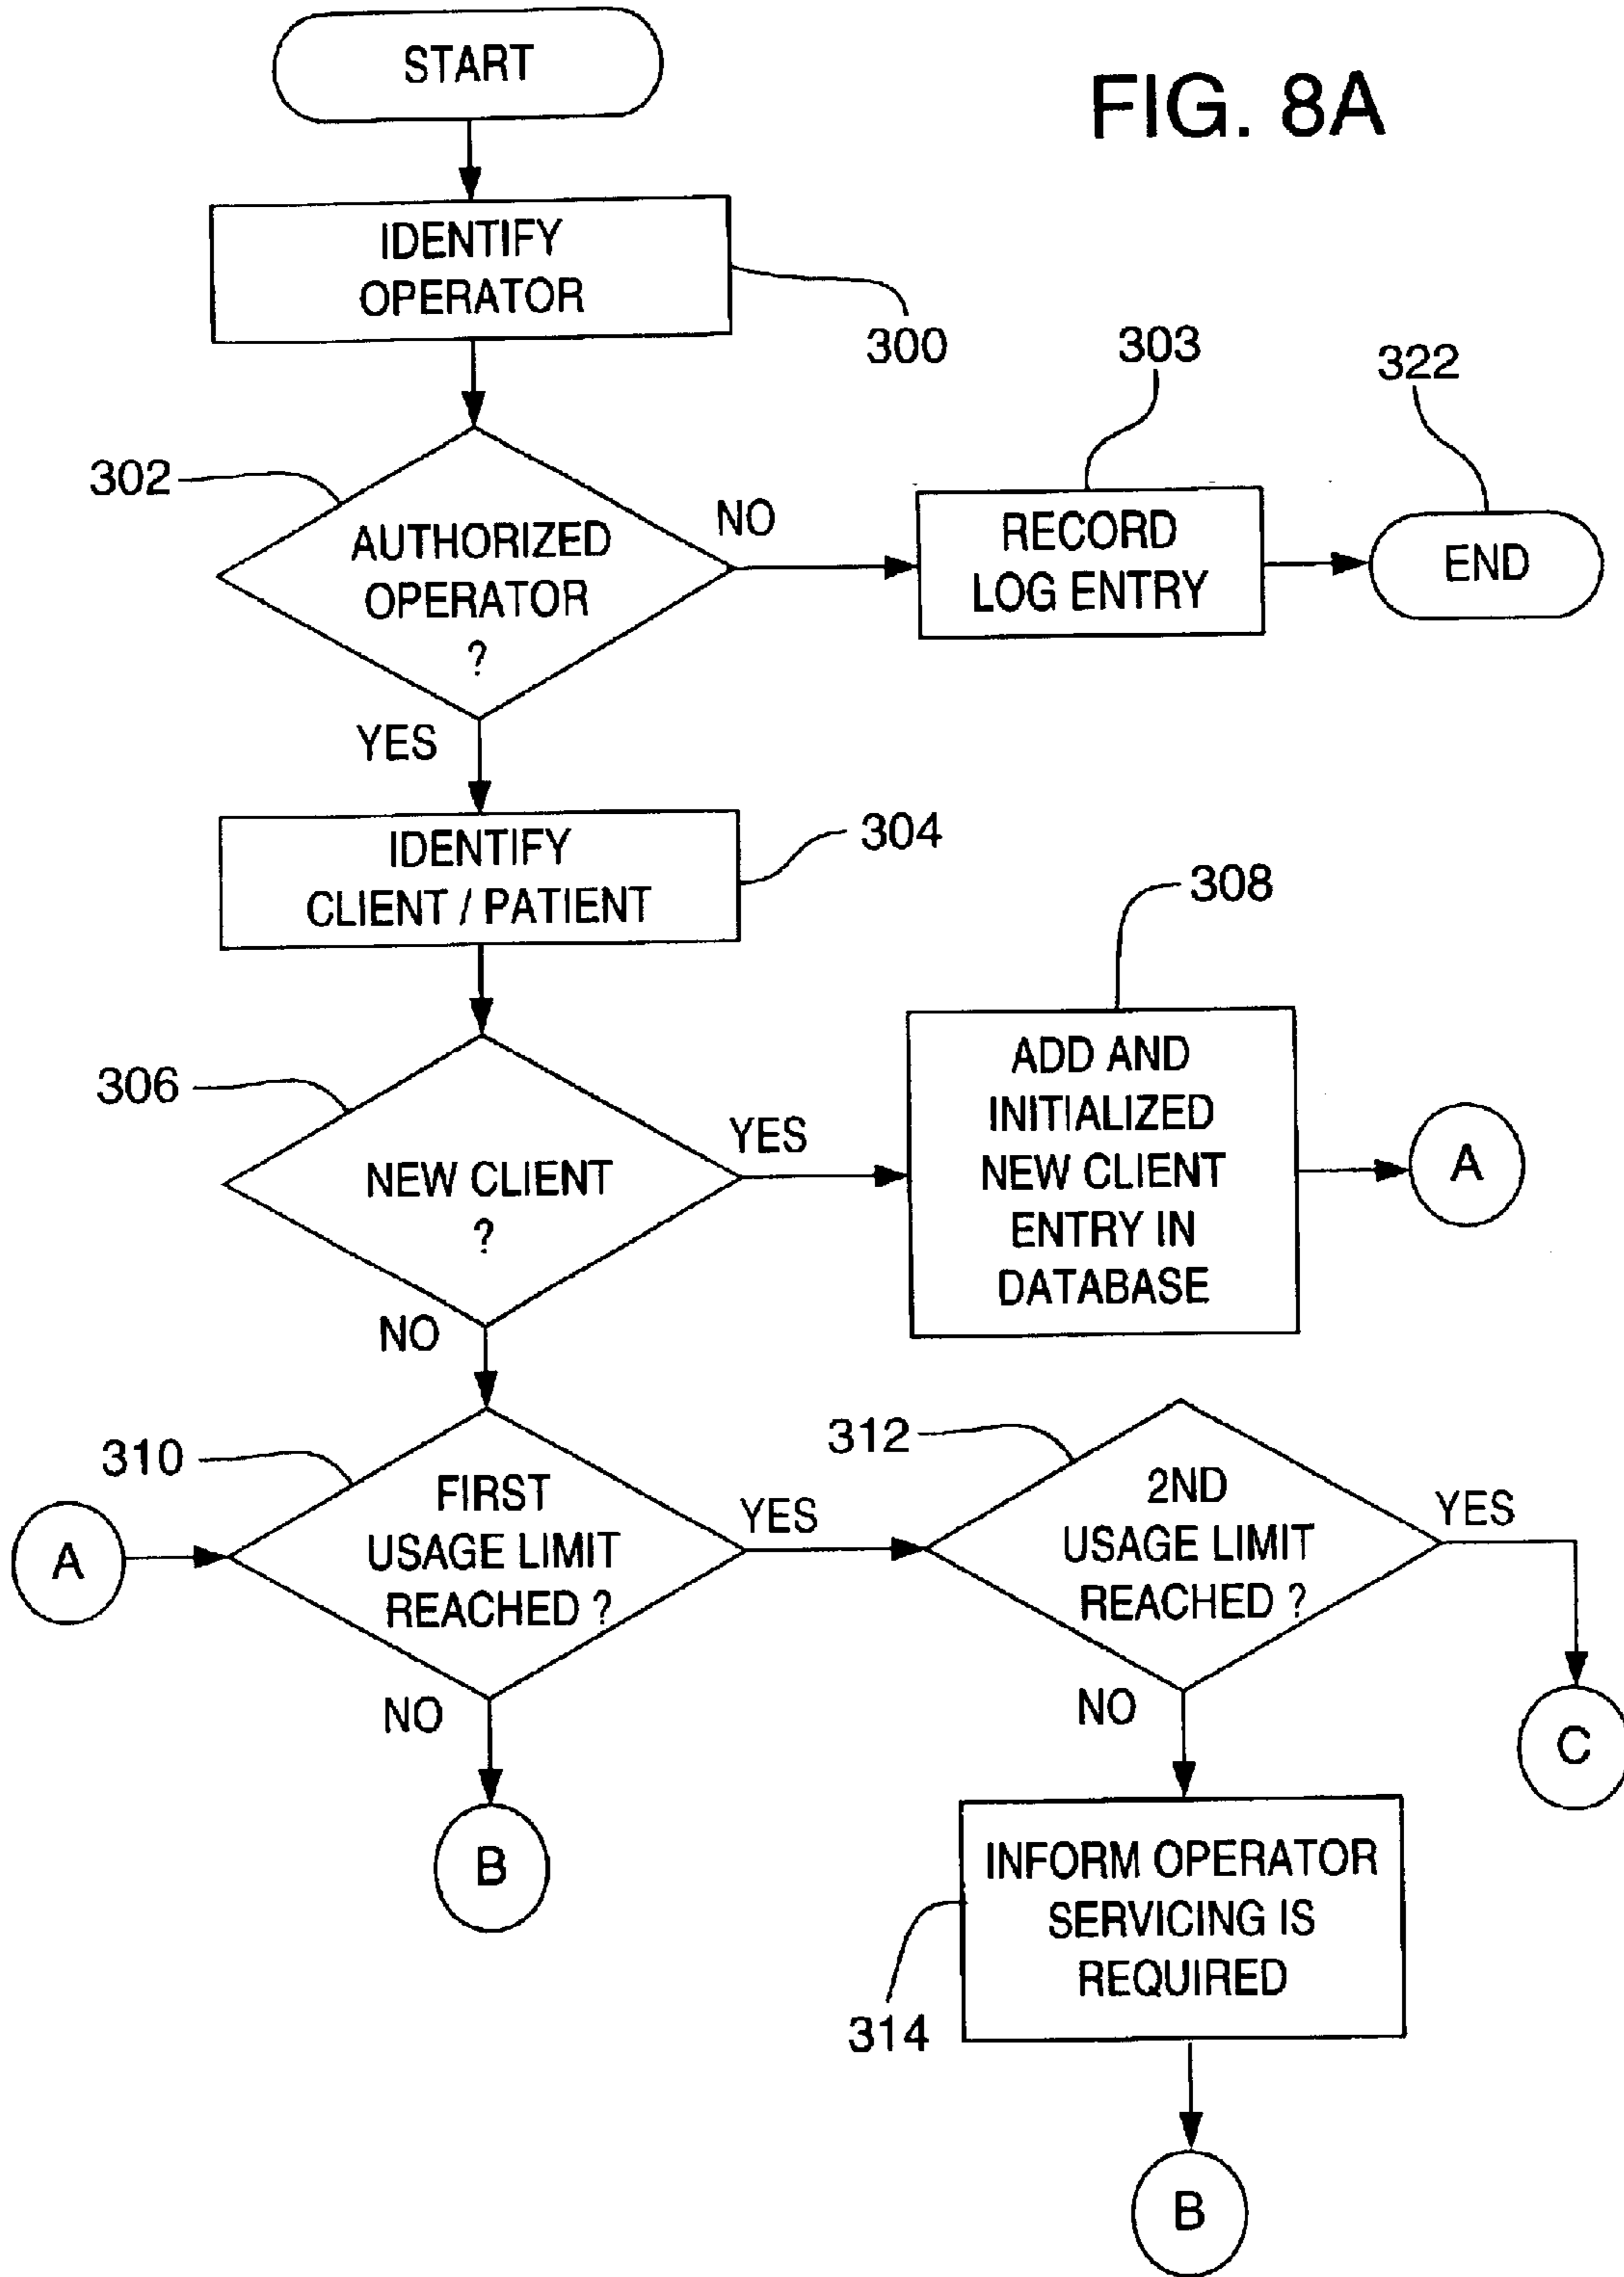 START
FIG. 8A
IDENTIFY
OPERATOR
300
303
322
302
AUTHORIZED
OPERATOR
?
NO
RECORD
LOG ENTRY
END
YES
IDENTIFY
CLIENT / PATIENT
304
308
306
NEW CLIENT
?
YES
ADD AND
INITIALIZED
NEW CLIENT
ENTRY IN
DATABASE
A
NO
310
A
FIRST
USAGE LIMIT
REACHED ?
YES
312
2ND
USAGE LIMIT
REACHED ?
YES
C
NO
B
NO
INFORM OPERATOR
SERVICING IS
REQUIRED
314
B